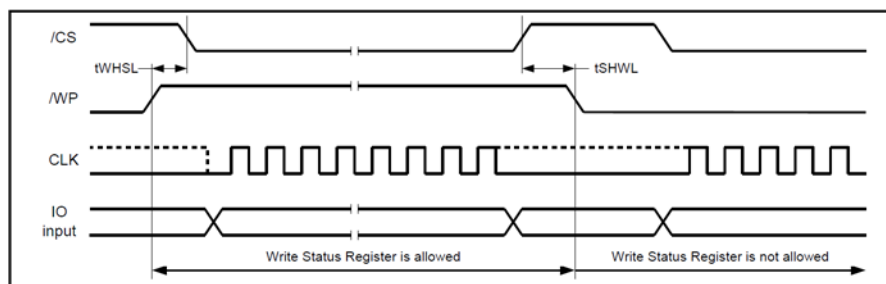 /CS
tWHSL
tSHWL
/WP
CLK
IO
input
Write Status Register is allowed
Write Status Register is not allowed